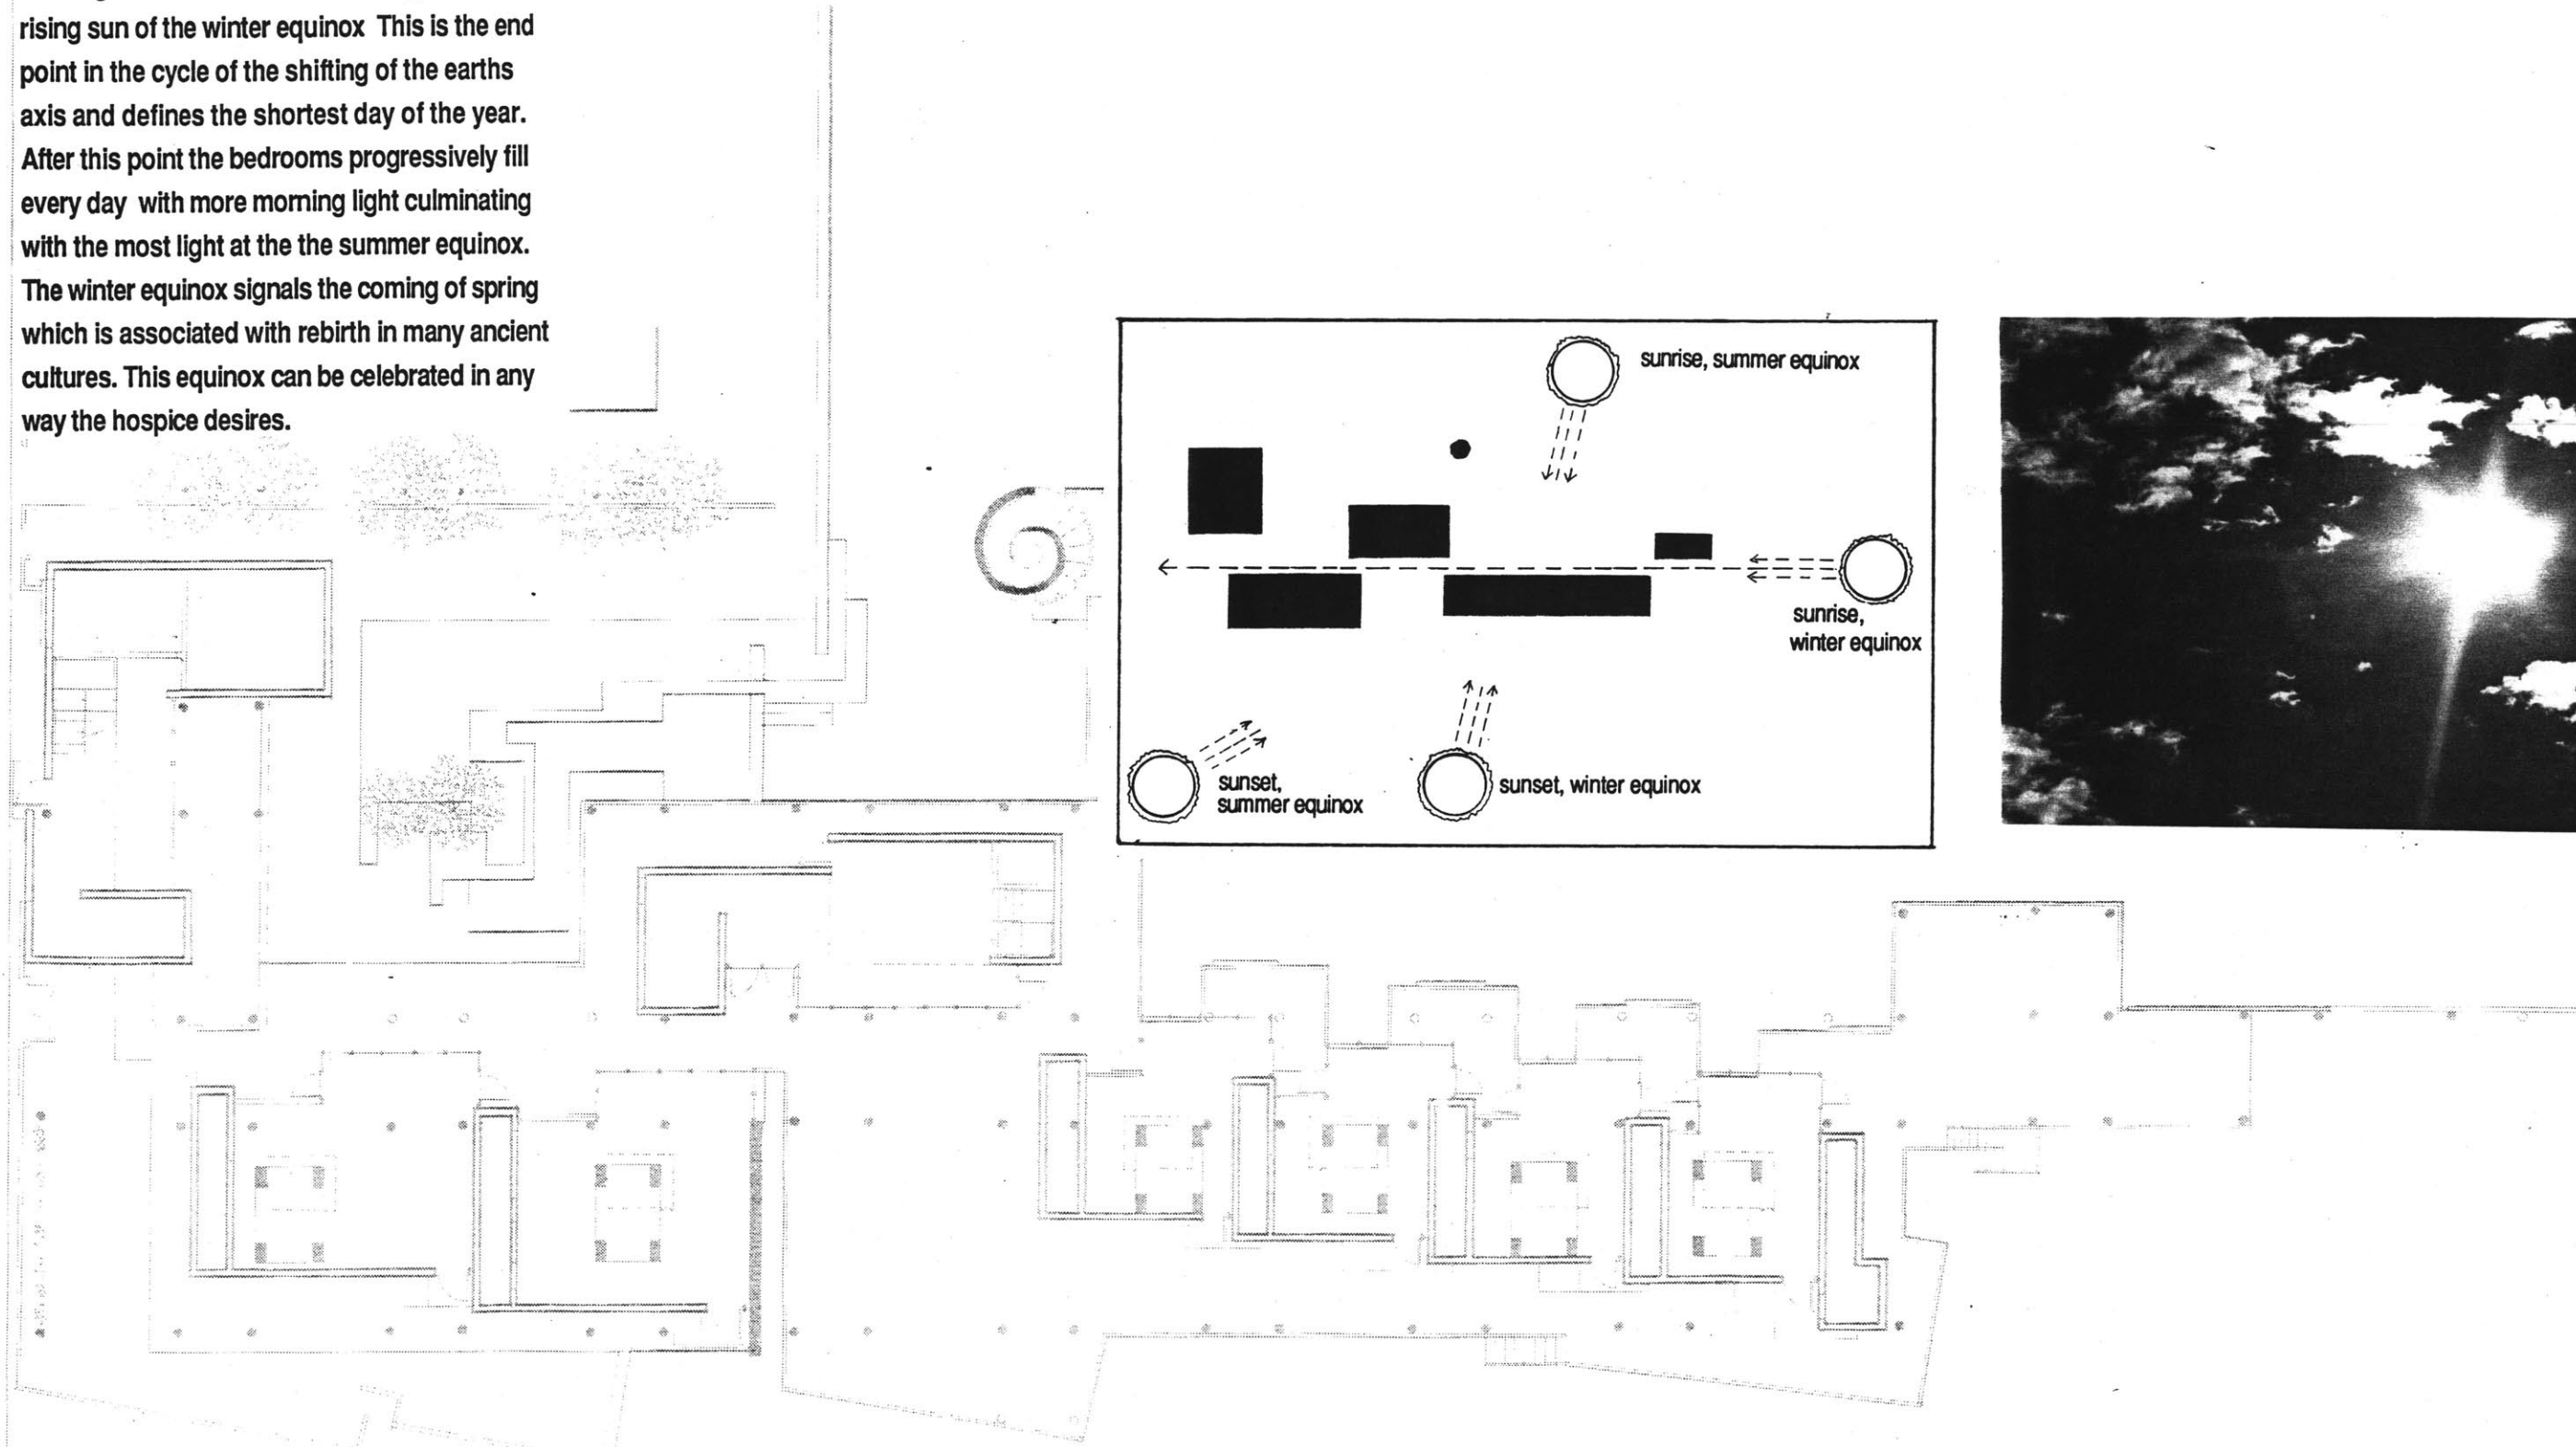 rising sun of the winter equinox This is the end
point in the cycle of the shifting of the earths
axis and defines the shortest day of the year.
After this point the bedrooms progressively fill
every day with more morning light culminating
with the most light at the the summer equinox.
The winter equinox signals the coming of spring
which is associated with rebirth in many ancient
cultures. This equinox can be celebrated in any
way the hospice desires.
sunrise, summer equinox
sunrise,
winter equinox
sunset,
summer equinox
sunset, winter equinox